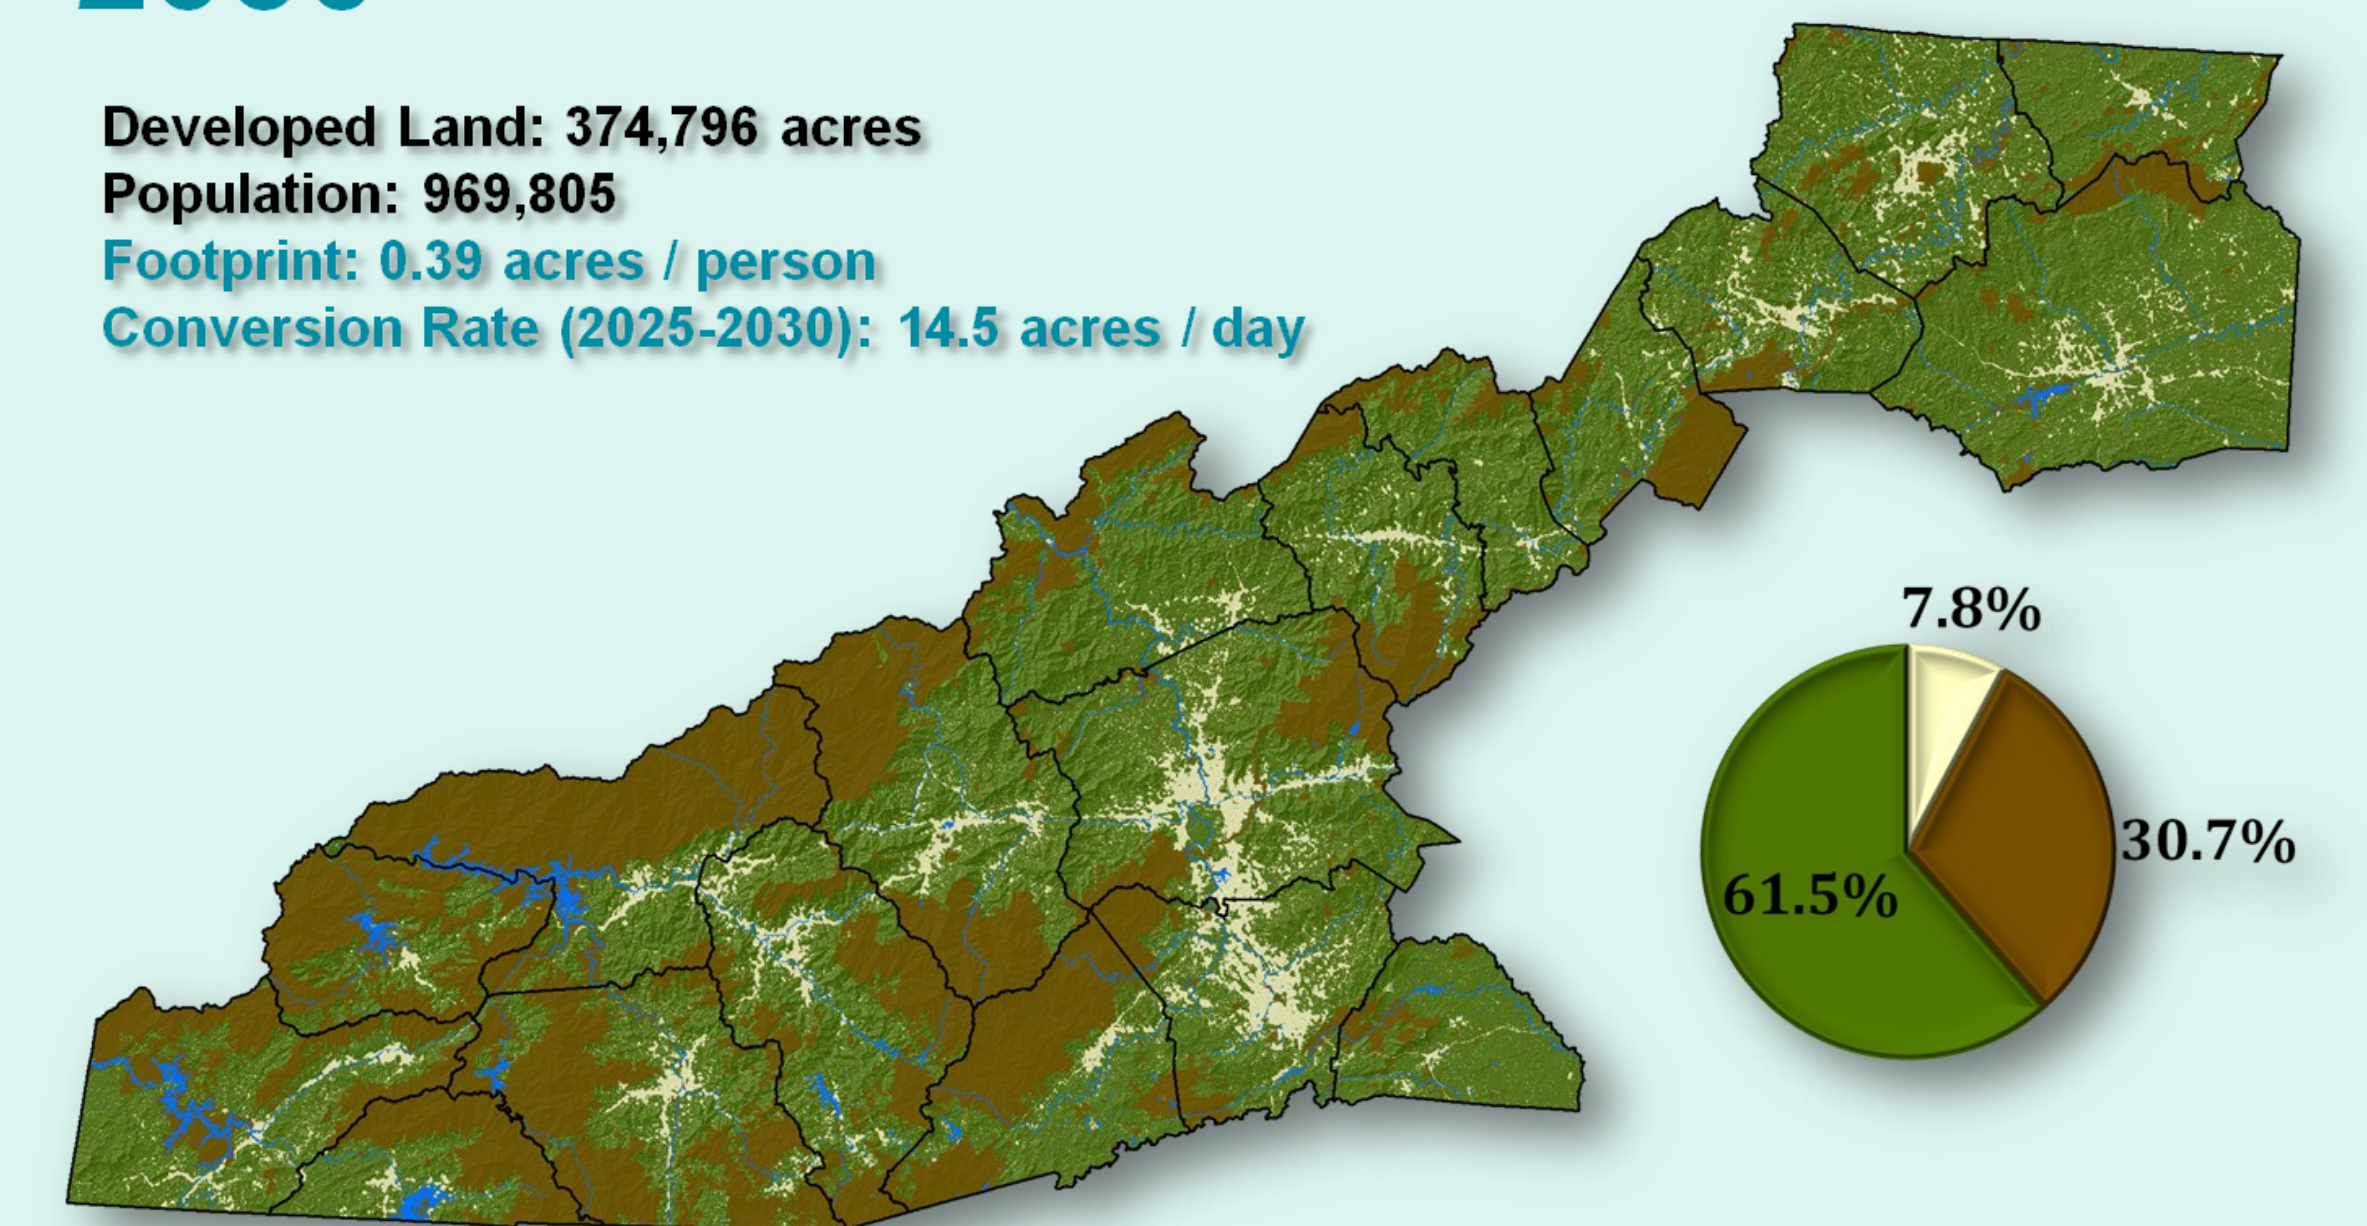 Developed Land: 374,796 acres
Population: 969,805
Footprint: 0.39 acres / person
Conversion Rate (2025-2030): 14.5 acres / day
7.8%
30.7%
61.5%